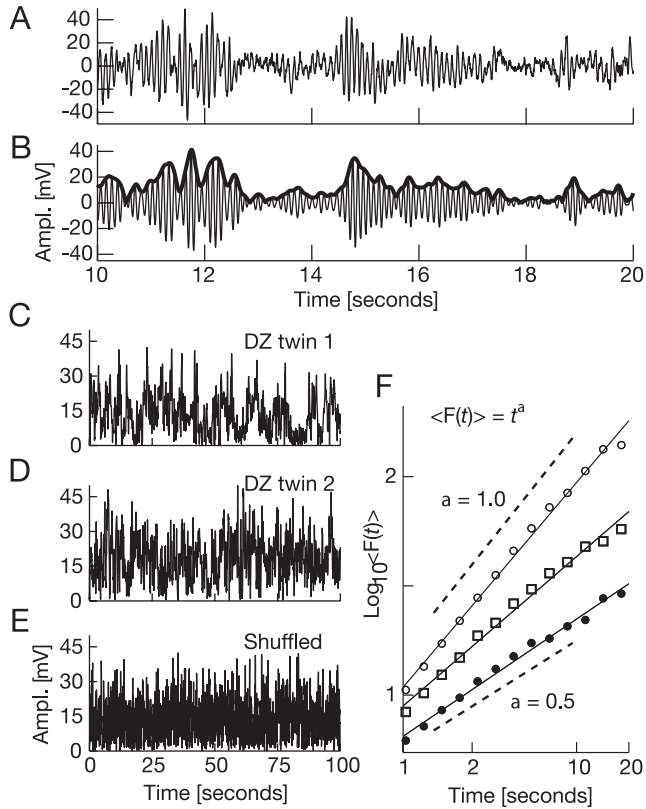 A
40
20
0
−20
−40
B
40
20
0
−20
−40
Ampl. [mV]
10 12 14 16 18 20
Time [seconds]
C
45
30
15
0
DZ twin 1
D
45
30
15
0
DZ twin 2
E
45
30
15
0
Shuffled
Ampl. [mV]
0 25 50 75 100
Time [seconds]
F
<F(t)> = t^a
2
a = 1.0
Log10<F(t)>
1
a = 0.5
1 2 10 20
Time [seconds]